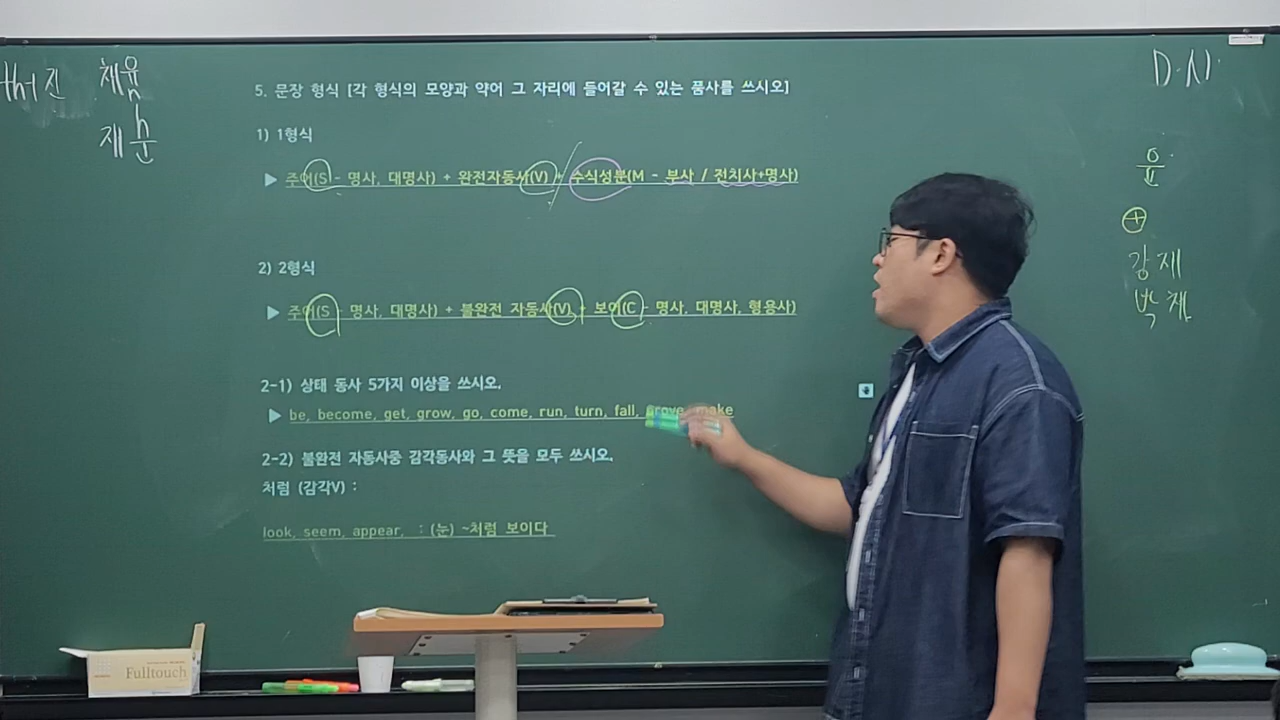 채윤
재문
5. 문장 형식 [각 형식의 모양과 약어 그 자리에 들어갈 수 있는 품사를 쓰시오]
1) 1형식
▶ 주어(S - 명사, 대명사) + 완전자동사(V) + 수식성분(M - 부사 / 전치사+명사)
2) 2형식
▶ 주어(S - 명사, 대명사) + 불완전 자동사(V) + 보어(C - 명사, 대명사, 형용사)
2-1) 상태 동사 5가지 이상을 쓰시오.
▶ be, become, get, grow, go, come, run, turn, fall, prove, make
2-2) 불완전 자동사중 감각동사와 그 뜻을 모두 쓰시오.
처럼 (감각V) :
look, seem, appear, : (눈) ~처럼 보이다
윤
⊕
강재
박채
Fulltouch